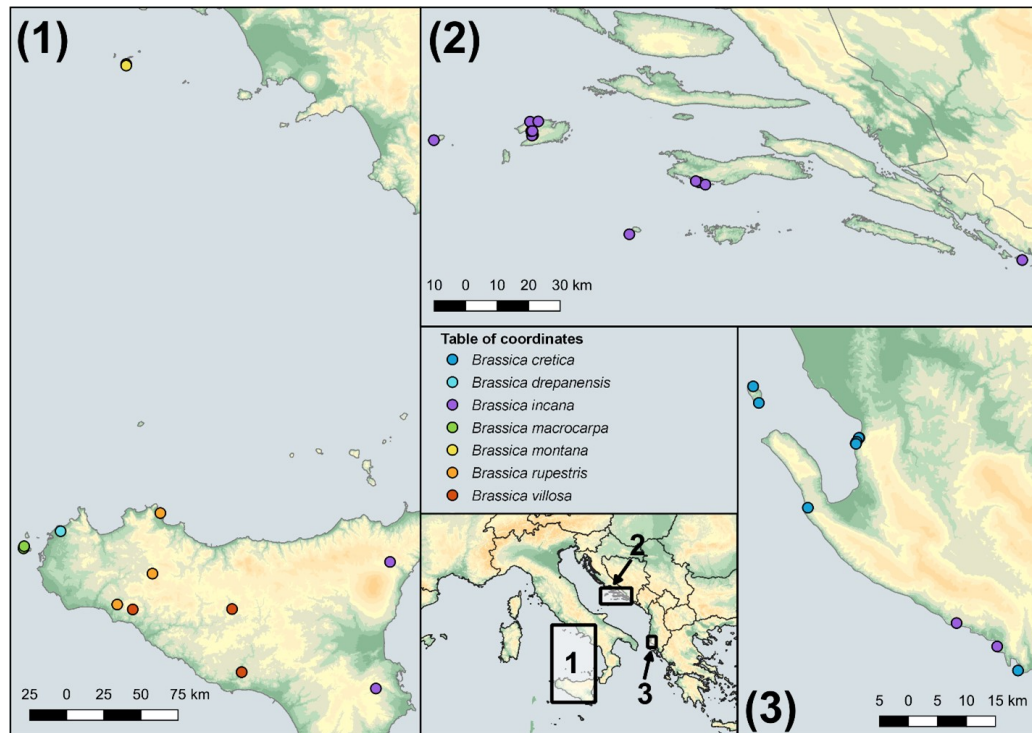 (1)
(2)
10 0 10 20 30 km
Table of coordinates
Brassica cretica
Brassica drepanensis
Brassica incana
Brassica macrocarpa
Brassica montana
Brassica rupestris
Brassica villosa
25 0 25 50 75 km
2
1
3
(3)
5 0 5 10 15 km